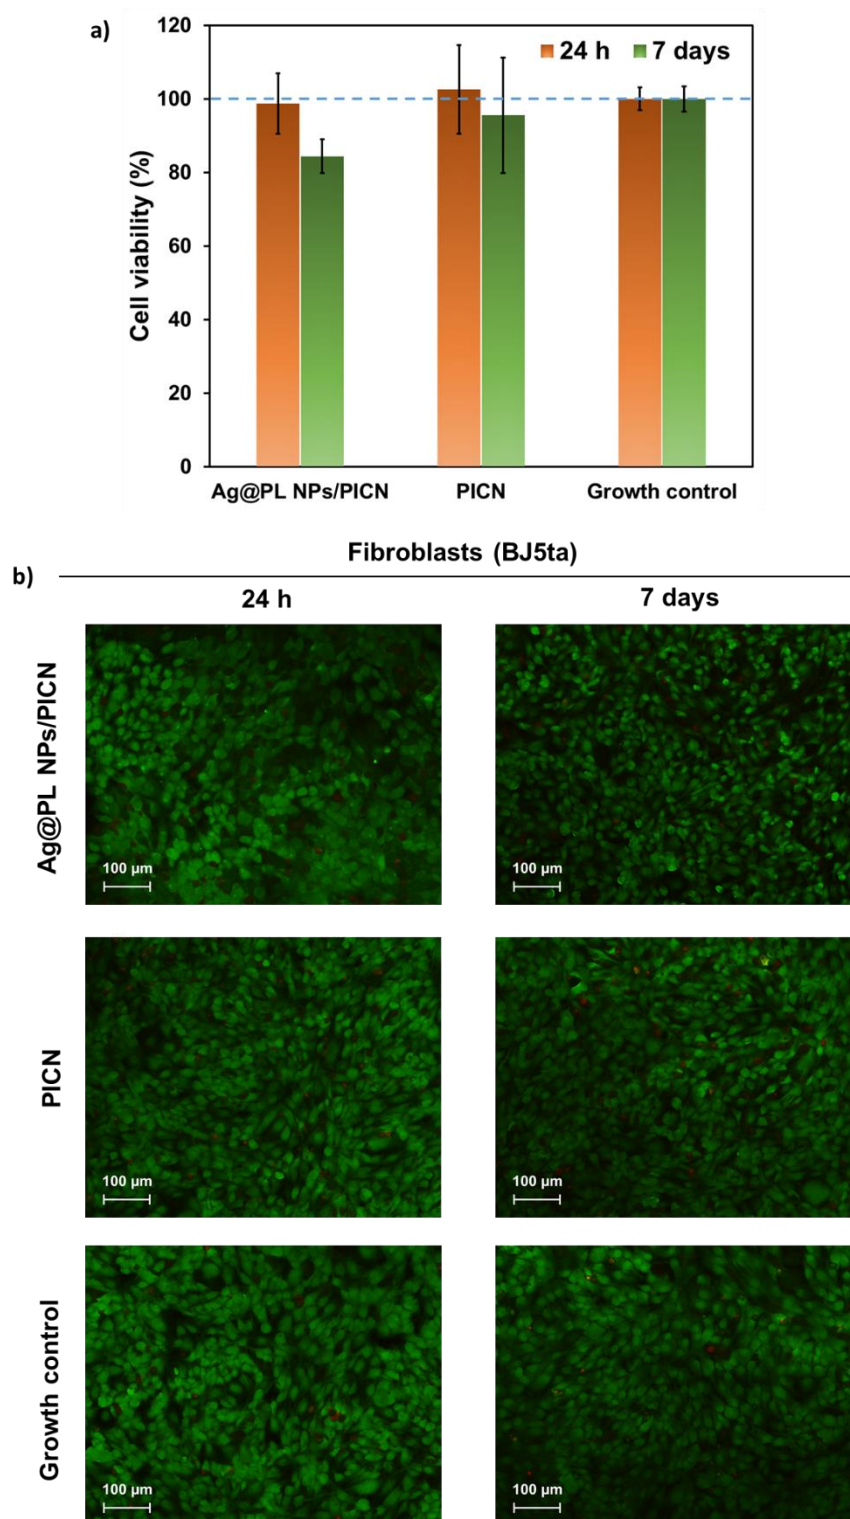 a)
120
100
80
60
40
20
0
Cell viability (%)
24 h
7 days
Ag@PL NPs/PICN
PICN
Growth control
Fibroblasts (BJ5ta)
b)
24 h
7 days
Ag@PL NPs/PICN
100 µm
100 µm
PICN
100 µm
100 µm
Growth control
100 µm
100 µm